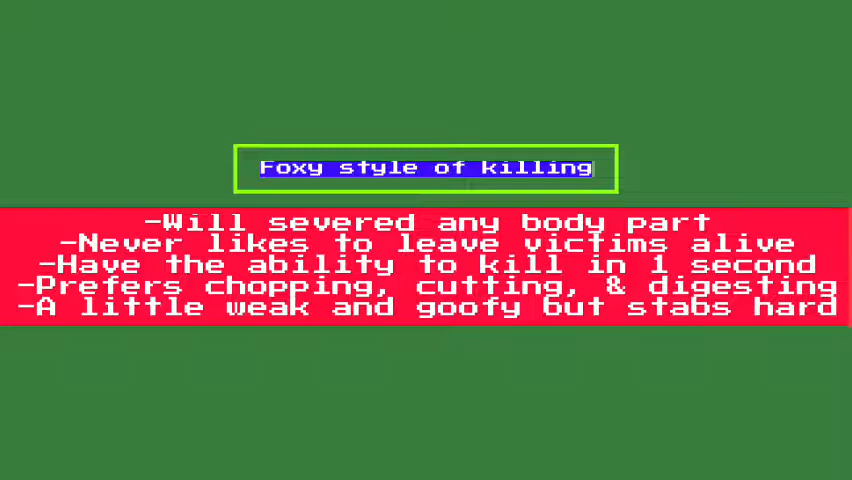 Foxy style of killing
-Will severed any body part
-Never likes to leave victims alive
-Have the ability to kill in 1 second
-Prefers chopping, cutting, & digesting
-A little weak and goofy but stabs hard